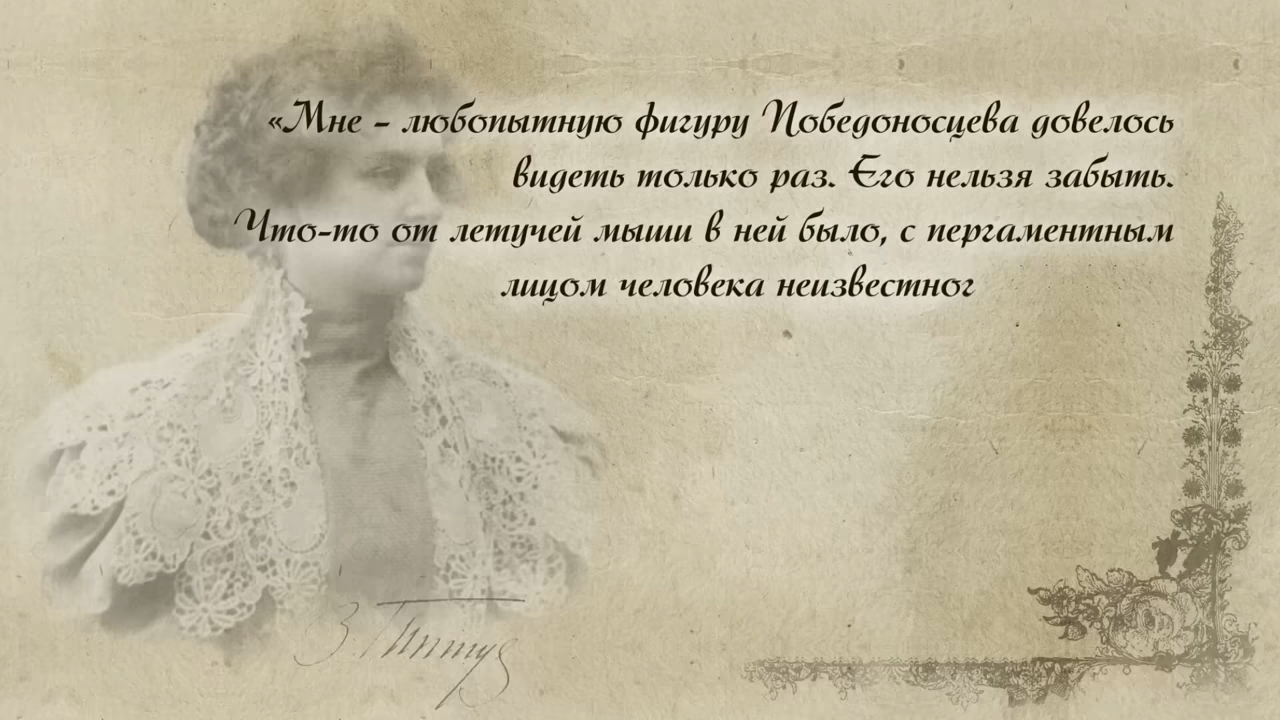 «Мне - любопытную фигуру Победоносцева довелось
видеть только раз. Его нельзя забыть.
Что-то от летучей мыши в ней было, с пергаментным
лицом человека неизвестног
З. Гиппиус